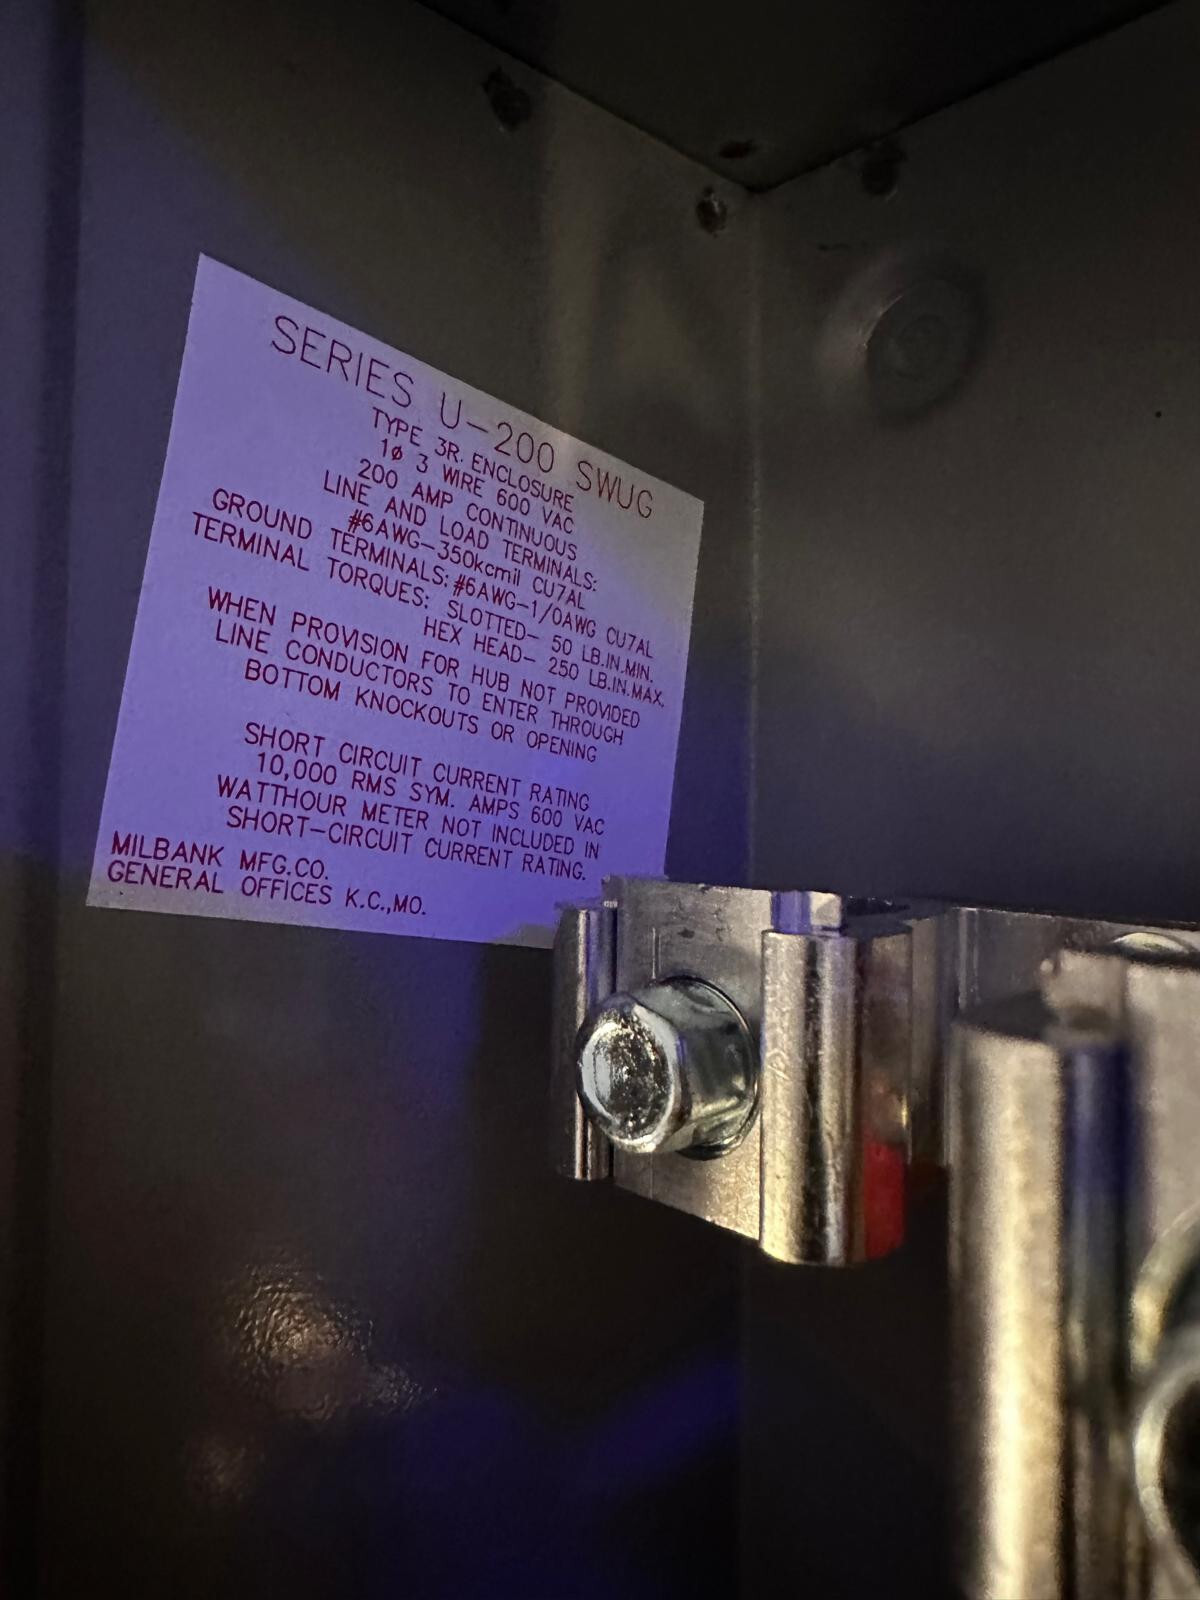 SERIES U-200 SWUG
TYPE 3R ENCLOSURE
1ø 3 WIRE 600 VAC
200 AMP CONTINUOUS
LINE AND LOAD TERMINALS:
#6AWG-350kcmil CU7AL
GROUND TERMINALS: #6AWG-1/0AWG CU7AL
TERMINAL TORQUES: SLOTTED- 50 LB.IN.MIN.
HEX HEAD- 250 LB.IN.MAX.
WHEN PROVISION FOR HUB NOT PROVIDED
LINE CONDUCTORS TO ENTER THROUGH
BOTTOM KNOCKOUTS OR OPENING
SHORT CIRCUIT CURRENT RATING
10,000 RMS SYM. AMPS 600 VAC
WATTHOUR METER NOT INCLUDED IN
SHORT-CIRCUIT CURRENT RATING.
MILBANK MFG.CO.
GENERAL OFFICES K.C.,MO.